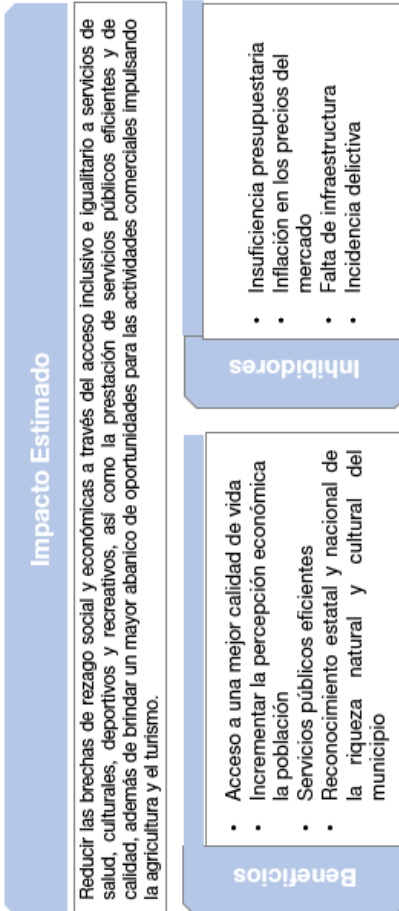 Impacto Estimado
Reducir las brechas de rezago social y económicas a través del acceso inclusivo e igualitario a servicios de
salud, culturales, deportivos y recreativos, así como la prestación de servicios públicos eficientes y de
calidad, además de brindar un mayor abanico de oportunidades para las actividades comerciales impulsando
la agricultura y el turismo.
Beneficios
• Acceso a una mejor calidad de vida
• Incrementar la percepción económica
la población
• Servicios públicos eficientes
• Reconocimiento estatal y nacional de
la riqueza natural y cultural del
municipio
Inhibidores
• Insuficiencia presupuestaria
• Inflación en los precios del
mercado
• Falta de infraestructura
• Incidencia delictiva